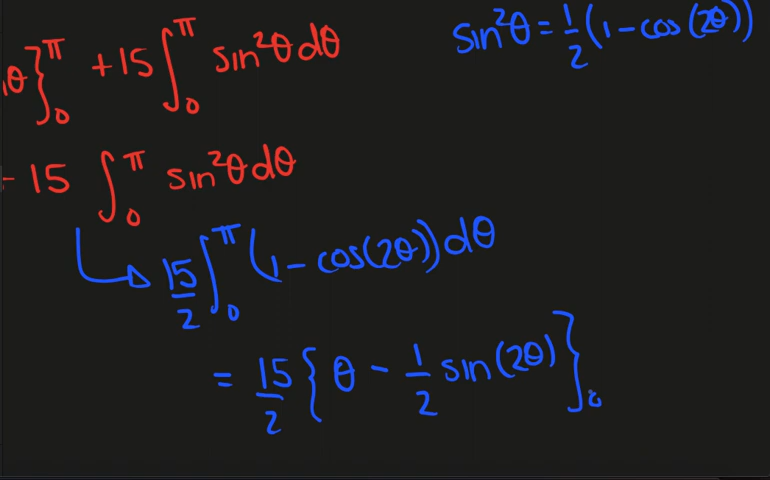 θ}₀^π +15 ∫₀^π sin²θ dθ
sin²θ = 1/2 (1 - cos(2θ))
15 ∫₀^π sin²θ dθ
15/2 ∫₀^π (1 - cos(2θ)) dθ
= 15/2 {θ - 1/2 sin(2θ)}₀